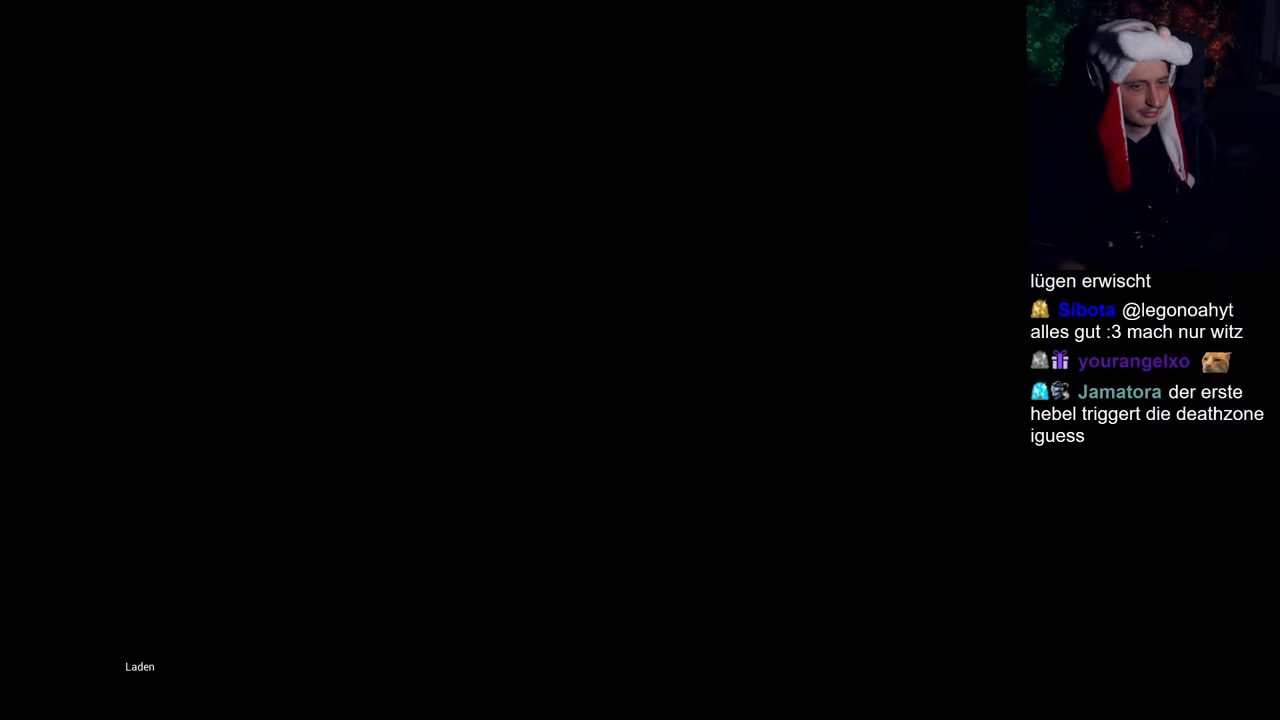 lügen erwischt
Sibota @legonoahyt
alles gut :3 mach nur witz
yourangelxo
Jamatora der erste
hebel triggert die deathzone
iguess
Laden